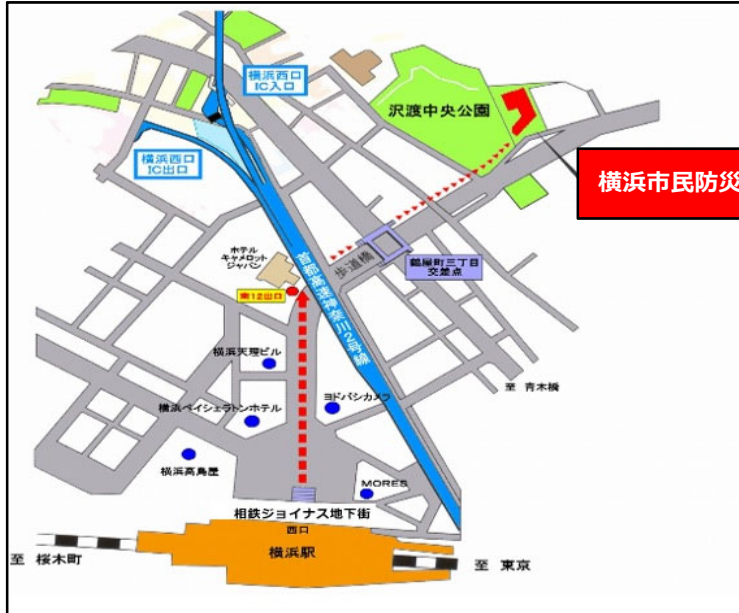 横浜西口
IC入口
沢渡中央公園
横浜西口
IC出口
横浜市民防災
ホテル
キャメロット
ジャパン
歩道橋
鶴屋町三丁目
交差点
南12出口
首都高速神奈川2号線
横浜天理ビル
至 青木橋
ヨドバシカメラ
横浜ベイシェラトンホテル
横浜高島屋
MORES
相鉄ジョイナス地下街
西口
横浜駅
至 桜木町
至 東京